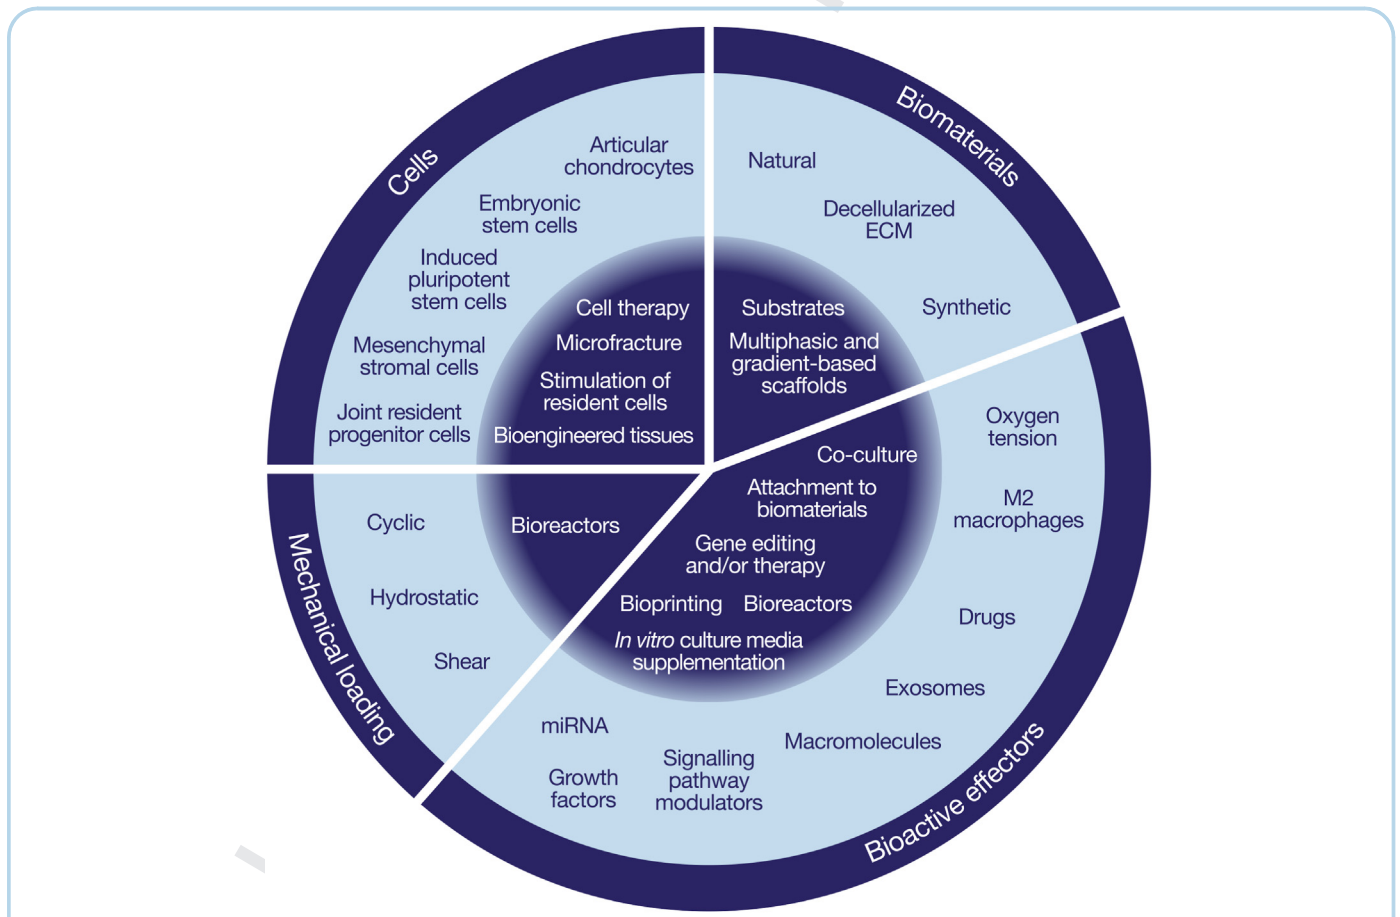 Cells
Articular
chondrocytes
Embryonic
stem cells
Induced
pluripotent
stem cells
Mesenchymal
stromal cells
Joint resident
progenitor cells
Cell therapy
Microfracture
Stimulation of
resident cells
Bioengineered tissues
Biomaterials
Natural
Decellularized
ECM
Synthetic
Substrates
Multiphasic and
gradient-based
scaffolds
Bioactive effectors
Oxygen
tension
M2
macrophages
Drugs
Exosomes
Macromolecules
Signalling
pathway
modulators
miRNA
Growth
factors
Co-culture
Attachment to
biomaterials
Gene editing
and/or therapy
Bioprinting
Bioreactors
In vitro culture media
supplementation
Mechanical loading
Cyclic
Hydrostatic
Shear
Bioreactors